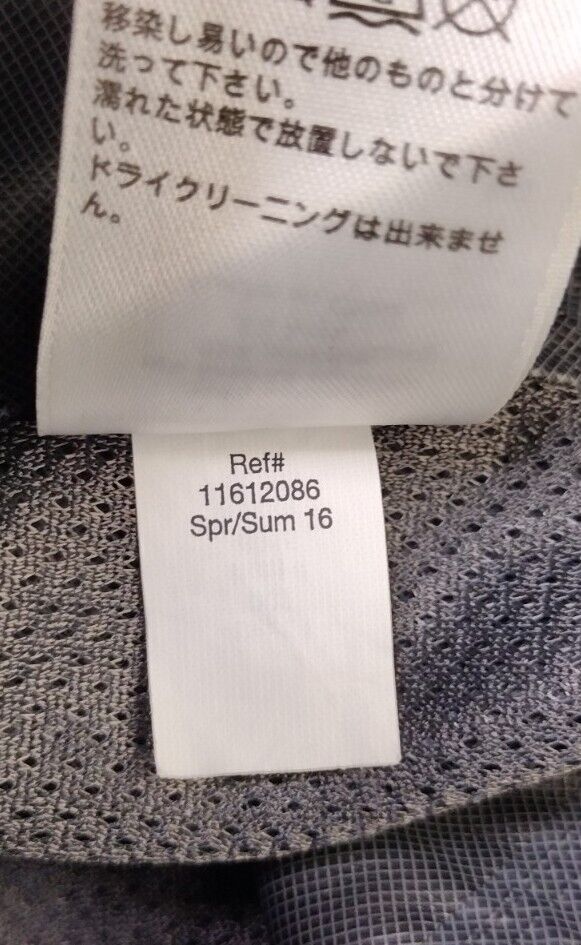 移染し易いので他のものと分けて
洗って下さい。
濡れた状態で放置しないで下さ
い。
ドライクリーニングは出来ませ
ん。
Ref#
11612086
Spr/Sum 16